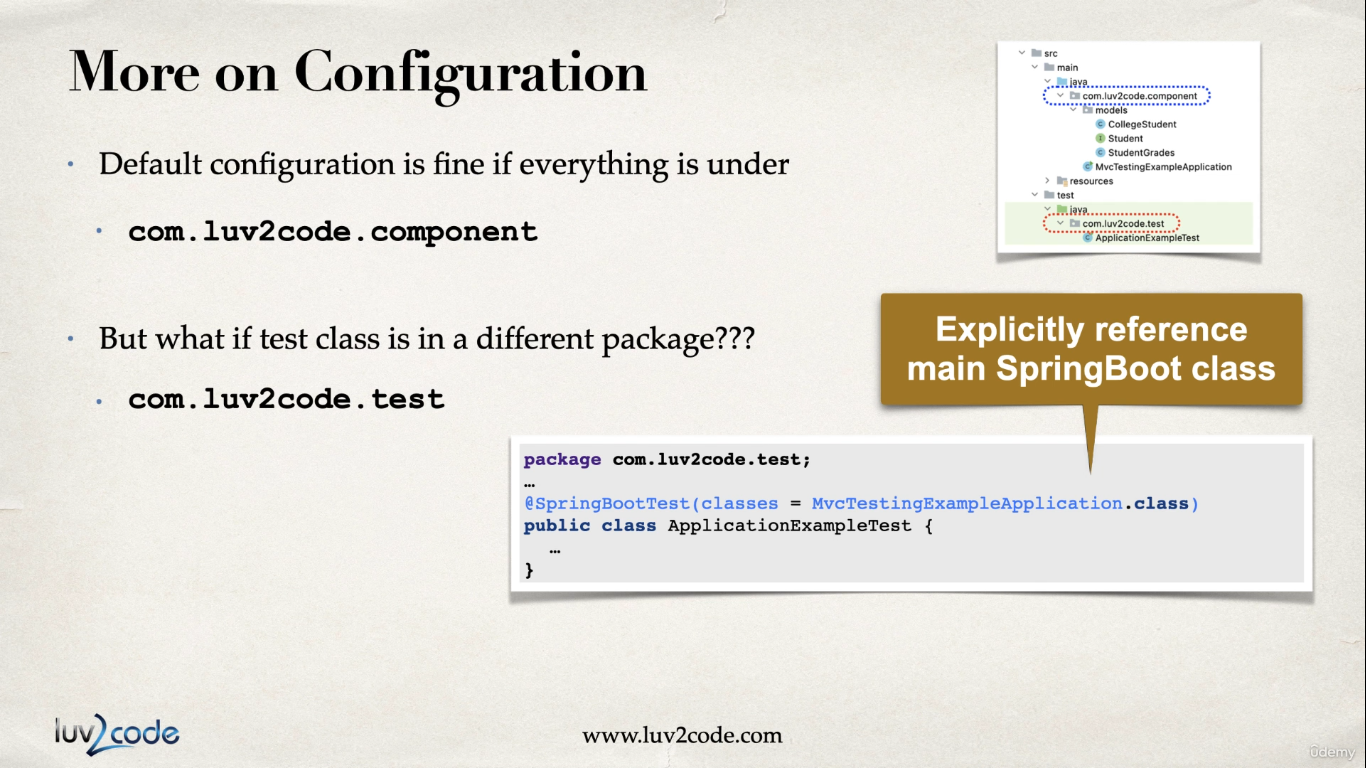 More on Configuration
• Default configuration is fine if everything is under
• com.luv2code.component
• But what if test class is in a different package???
• com.luv2code.test
src
main
java
com.luv2code.component
models
CollegeStudent
Student
StudentGrades
MvcTestingExampleApplication
resources
test
java
com.luv2code.test
ApplicationExampleTest
Explicitly reference
main SpringBoot class
package com.luv2code.test;
…
@SpringBootTest(classes = MvcTestingExampleApplication.class)
public class ApplicationExampleTest {
…
}
luv2code
www.luv2code.com
ûdemy